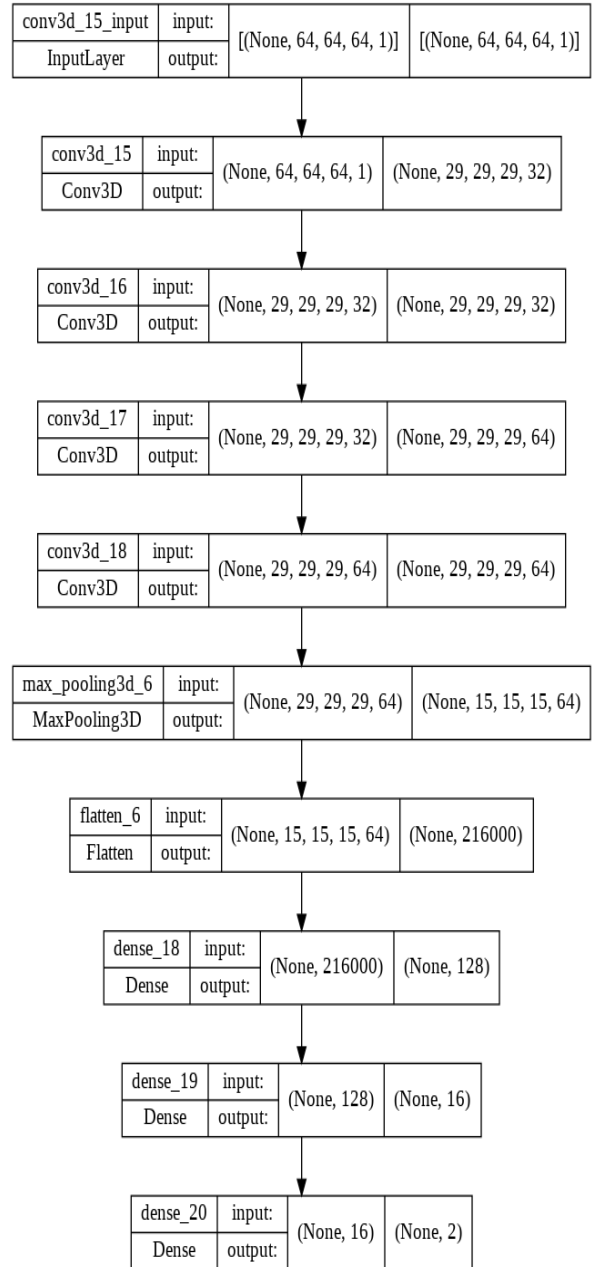 conv3d_15_input input: [(None, 64, 64, 64, 1)] [(None, 64, 64, 64, 1)]
InputLayer output:
conv3d_15 input: (None, 64, 64, 64, 1) (None, 29, 29, 29, 32)
Conv3D output:
conv3d_16 input: (None, 29, 29, 29, 32) (None, 29, 29, 29, 32)
Conv3D output:
conv3d_17 input: (None, 29, 29, 29, 32) (None, 29, 29, 29, 64)
Conv3D output:
conv3d_18 input: (None, 29, 29, 29, 64) (None, 29, 29, 29, 64)
Conv3D output:
max_pooling3d_6 input: (None, 29, 29, 29, 64) (None, 15, 15, 15, 64)
MaxPooling3D output:
flatten_6 input: (None, 15, 15, 15, 64) (None, 216000)
Flatten output:
dense_18 input: (None, 216000) (None, 128)
Dense output:
dense_19 input: (None, 128) (None, 16)
Dense output:
dense_20 input: (None, 16) (None, 2)
Dense output: